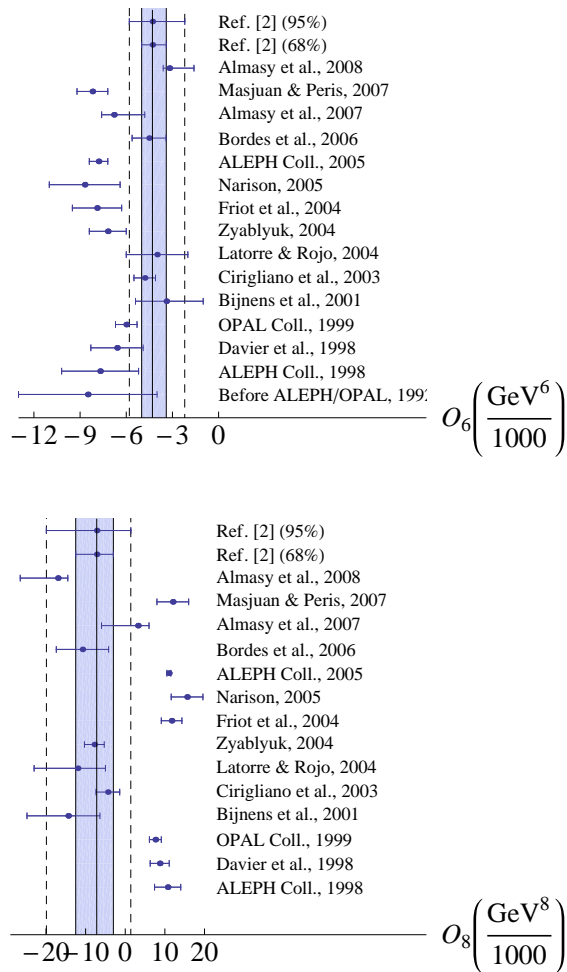 Ref. [2] (95%)
Ref. [2] (68%)
Almasy et al., 2008
Masjuan & Peris, 2007
Almasy et al., 2007
Bordes et al., 2006
ALEPH Coll., 2005
Narison, 2005
Friot et al., 2004
Zyablyuk, 2004
Latorre & Rojo, 2004
Cirigliano et al., 2003
Bijnens et al., 2001
OPAL Coll., 1999
Davier et al., 1998
ALEPH Coll., 1998
Before ALEPH/OPAL, 199
−12 −9 −6 −3 0
O₆(GeV⁶/1000)
Ref. [2] (95%)
Ref. [2] (68%)
Almasy et al., 2008
Masjuan & Peris, 2007
Almasy et al., 2007
Bordes et al., 2006
ALEPH Coll., 2005
Narison, 2005
Friot et al., 2004
Zyablyuk, 2004
Latorre & Rojo, 2004
Cirigliano et al., 2003
Bijnens et al., 2001
OPAL Coll., 1999
Davier et al., 1998
ALEPH Coll., 1998
−20 −10 0 10 20
O₈(GeV⁸/1000)